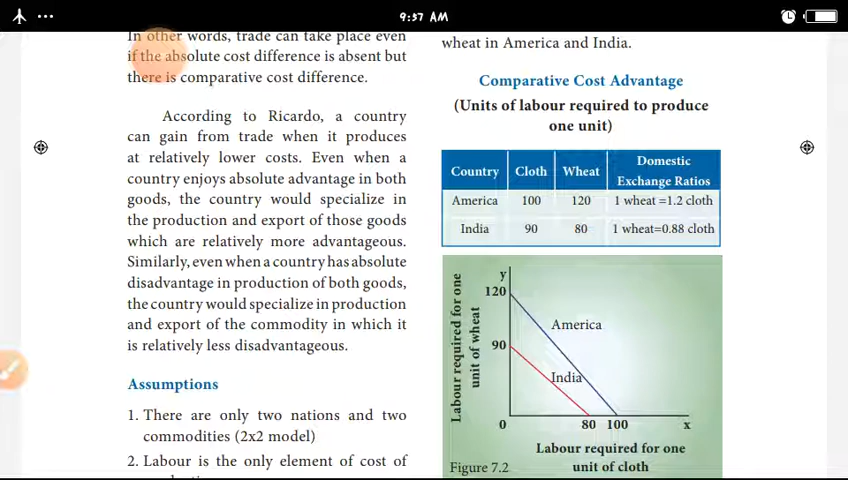 9:37 AM
In other words, trade can take place even
if the absolute cost difference is absent but
there is comparative cost difference.
According to Ricardo, a country
can gain from trade when it produces
at relatively lower costs. Even when a
country enjoys absolute advantage in both
goods, the country would specialize in
the production and export of those goods
which are relatively more advantageous.
Similarly, even when a country has absolute
disadvantage in production of both goods,
the country would specialize in production
and export of the commodity in which it
is relatively less disadvantageous.
Assumptions
1. There are only two nations and two
commodities (2x2 model)
2. Labour is the only element of cost of
wheat in America and India.
Comparative Cost Advantage
(Units of labour required to produce
one unit)
Country Cloth Wheat Domestic Exchange Ratios
America 100 120 1 wheat =1.2 cloth
India 90 80 1 wheat=0.88 cloth
Labour required for one
unit of wheat
y
120
America
90
India
0 80 100 x
Labour required for one
unit of cloth
Figure 7.2